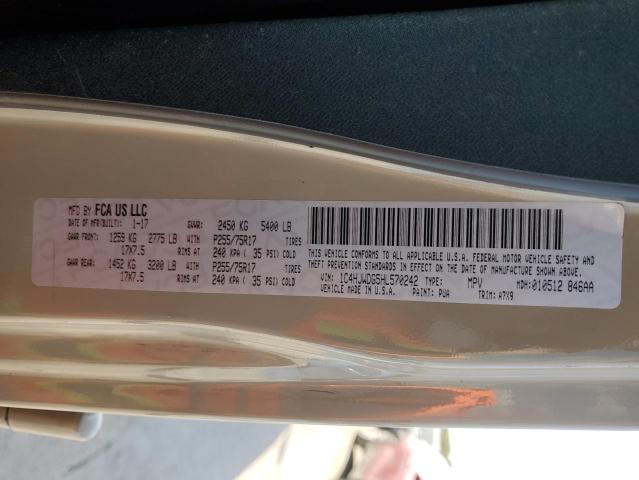 MFD BY FCA US LLC
DATE OF MFR(BUILT) 1-17 GVWR: 2450 KG 5400 LB
GAWR FRONT: 1259 KG 2775 LB WITH P255/75R17 TIRES
17X7.5 RIMS AT 240 KPA ( 35 PSI) COLD
GAWR REAR: 1452 KG 3200 LB WITH P255/75R17 TIRES
17X7.5 RIMS AT 240 KPA ( 35 PSI) COLD
THIS VEHICLE CONFORMS TO ALL APPLICABLE U.S.A. FEDERAL MOTOR VEHICLE SAFETY AND
THEFT PREVENTION STANDARDS IN EFFECT ON THE DATE OF MANUFACTURE SHOWN ABOVE.
VIN: 1C4HJWDG5HL570242 TYPE: MPV MDH: 010512 846AA
PAINT: PUA TRIM: A7X9